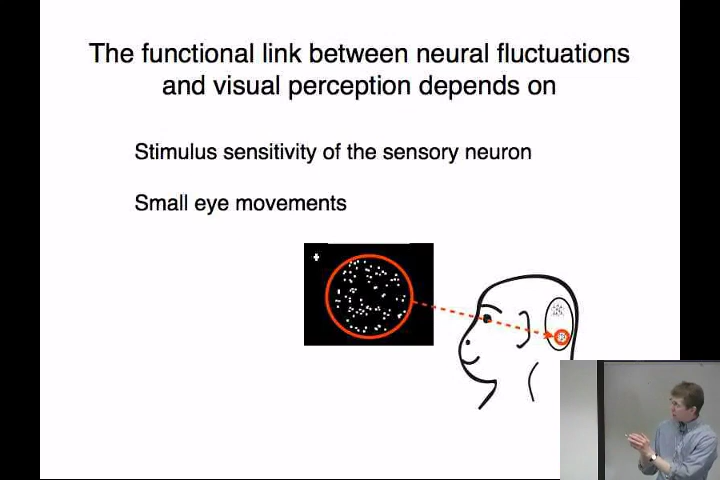 The functional link between neural fluctuations
and visual perception depends on
Stimulus sensitivity of the sensory neuron
Small eye movements